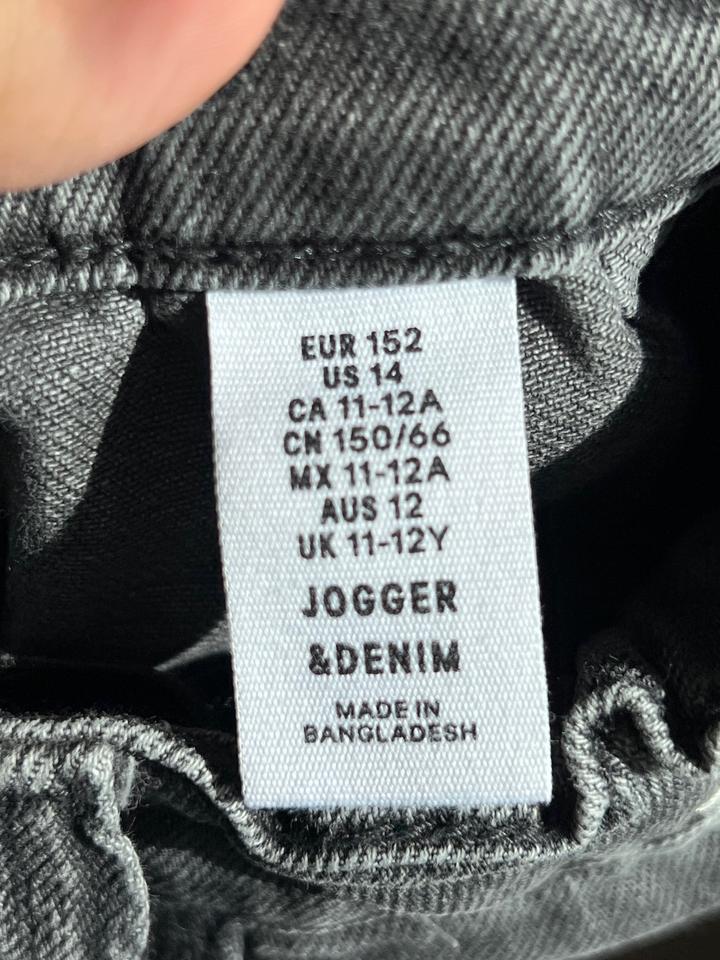 EUR 152
US 14
CA 11-12A
CN 150/66
MX 11-12A
AUS 12
UK 11-12Y
JOGGER
&DENIM
MADE IN
BANGLADESH